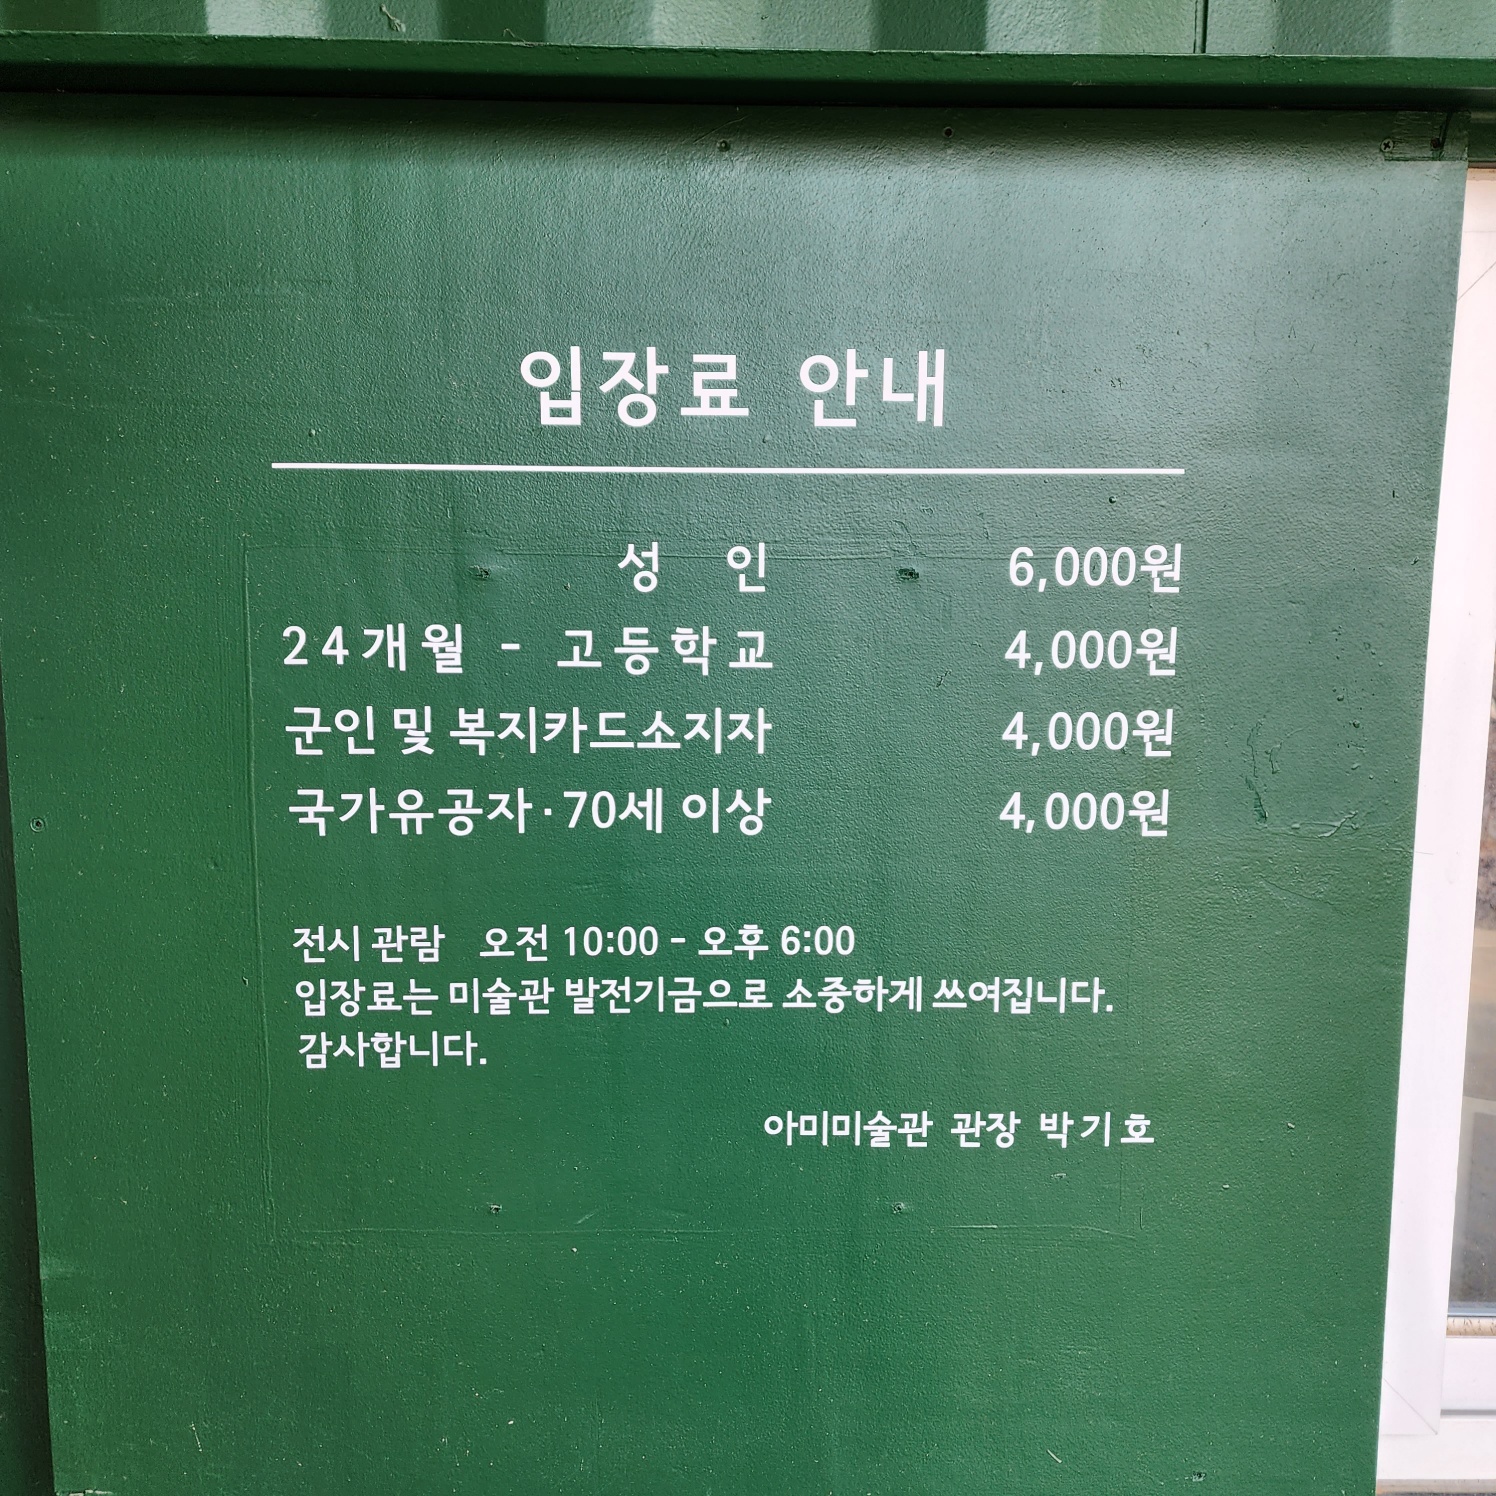 입장료 안내
성 인 6,000원
24개월 - 고등학교 4,000원
군인 및 복지카드소지자 4,000원
국가유공자·70세 이상 4,000원
전시 관람 오전 10:00 - 오후 6:00
입장료는 미술관 발전기금으로 소중하게 쓰여집니다.
감사합니다.
아미미술관 관장 박기호